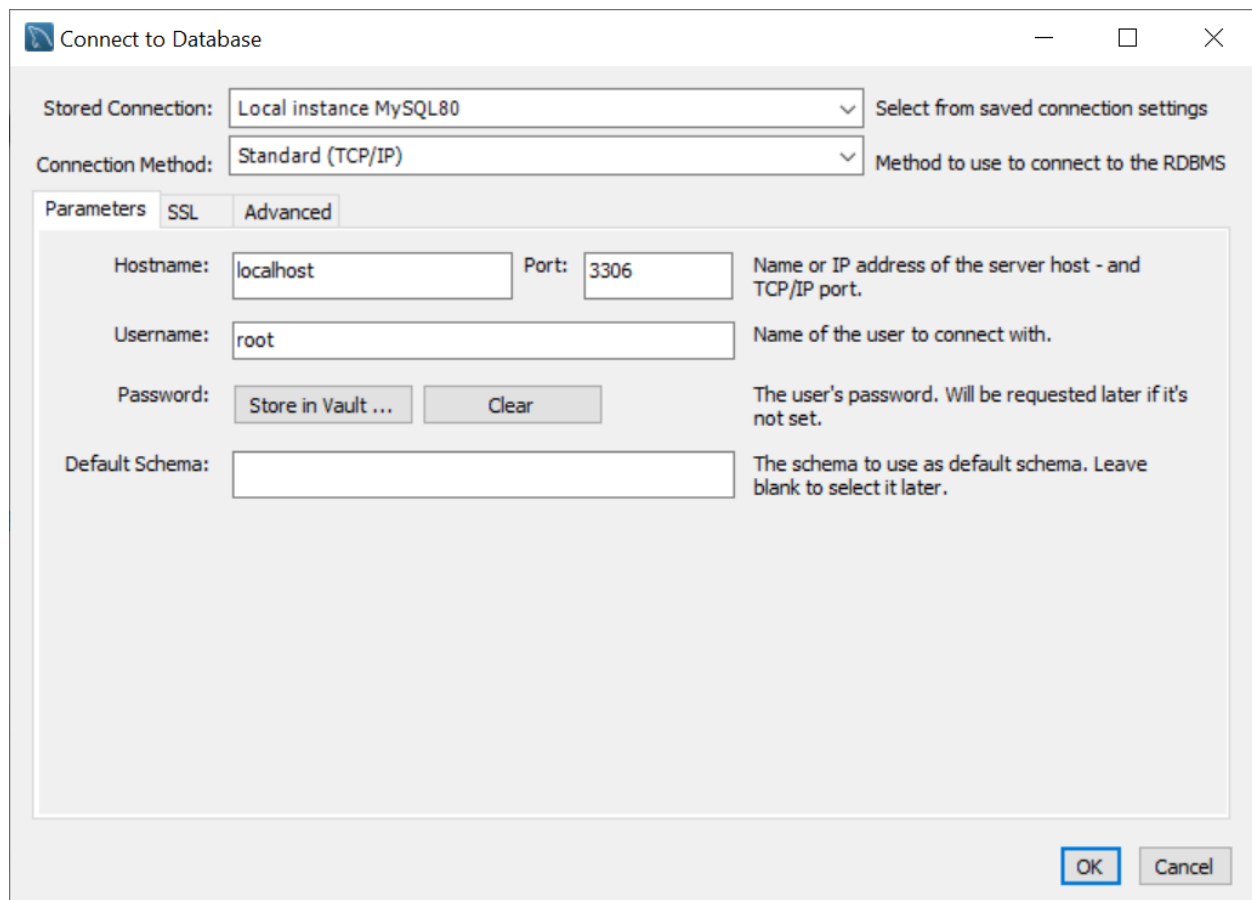 Connect to Database
Stored Connection: Local instance MySQL80 Select from saved connection settings
Connection Method: Standard (TCP/IP) Method to use to connect to the RDBMS
Parameters SSL Advanced
Hostname: localhost Port: 3306 Name or IP address of the server host - and
TCP/IP port.
Username: root Name of the user to connect with.
Password: Store in Vault ... Clear The user's password. Will be requested later if it's
not set.
Default Schema: The schema to use as default schema. Leave
blank to select it later.
OK Cancel